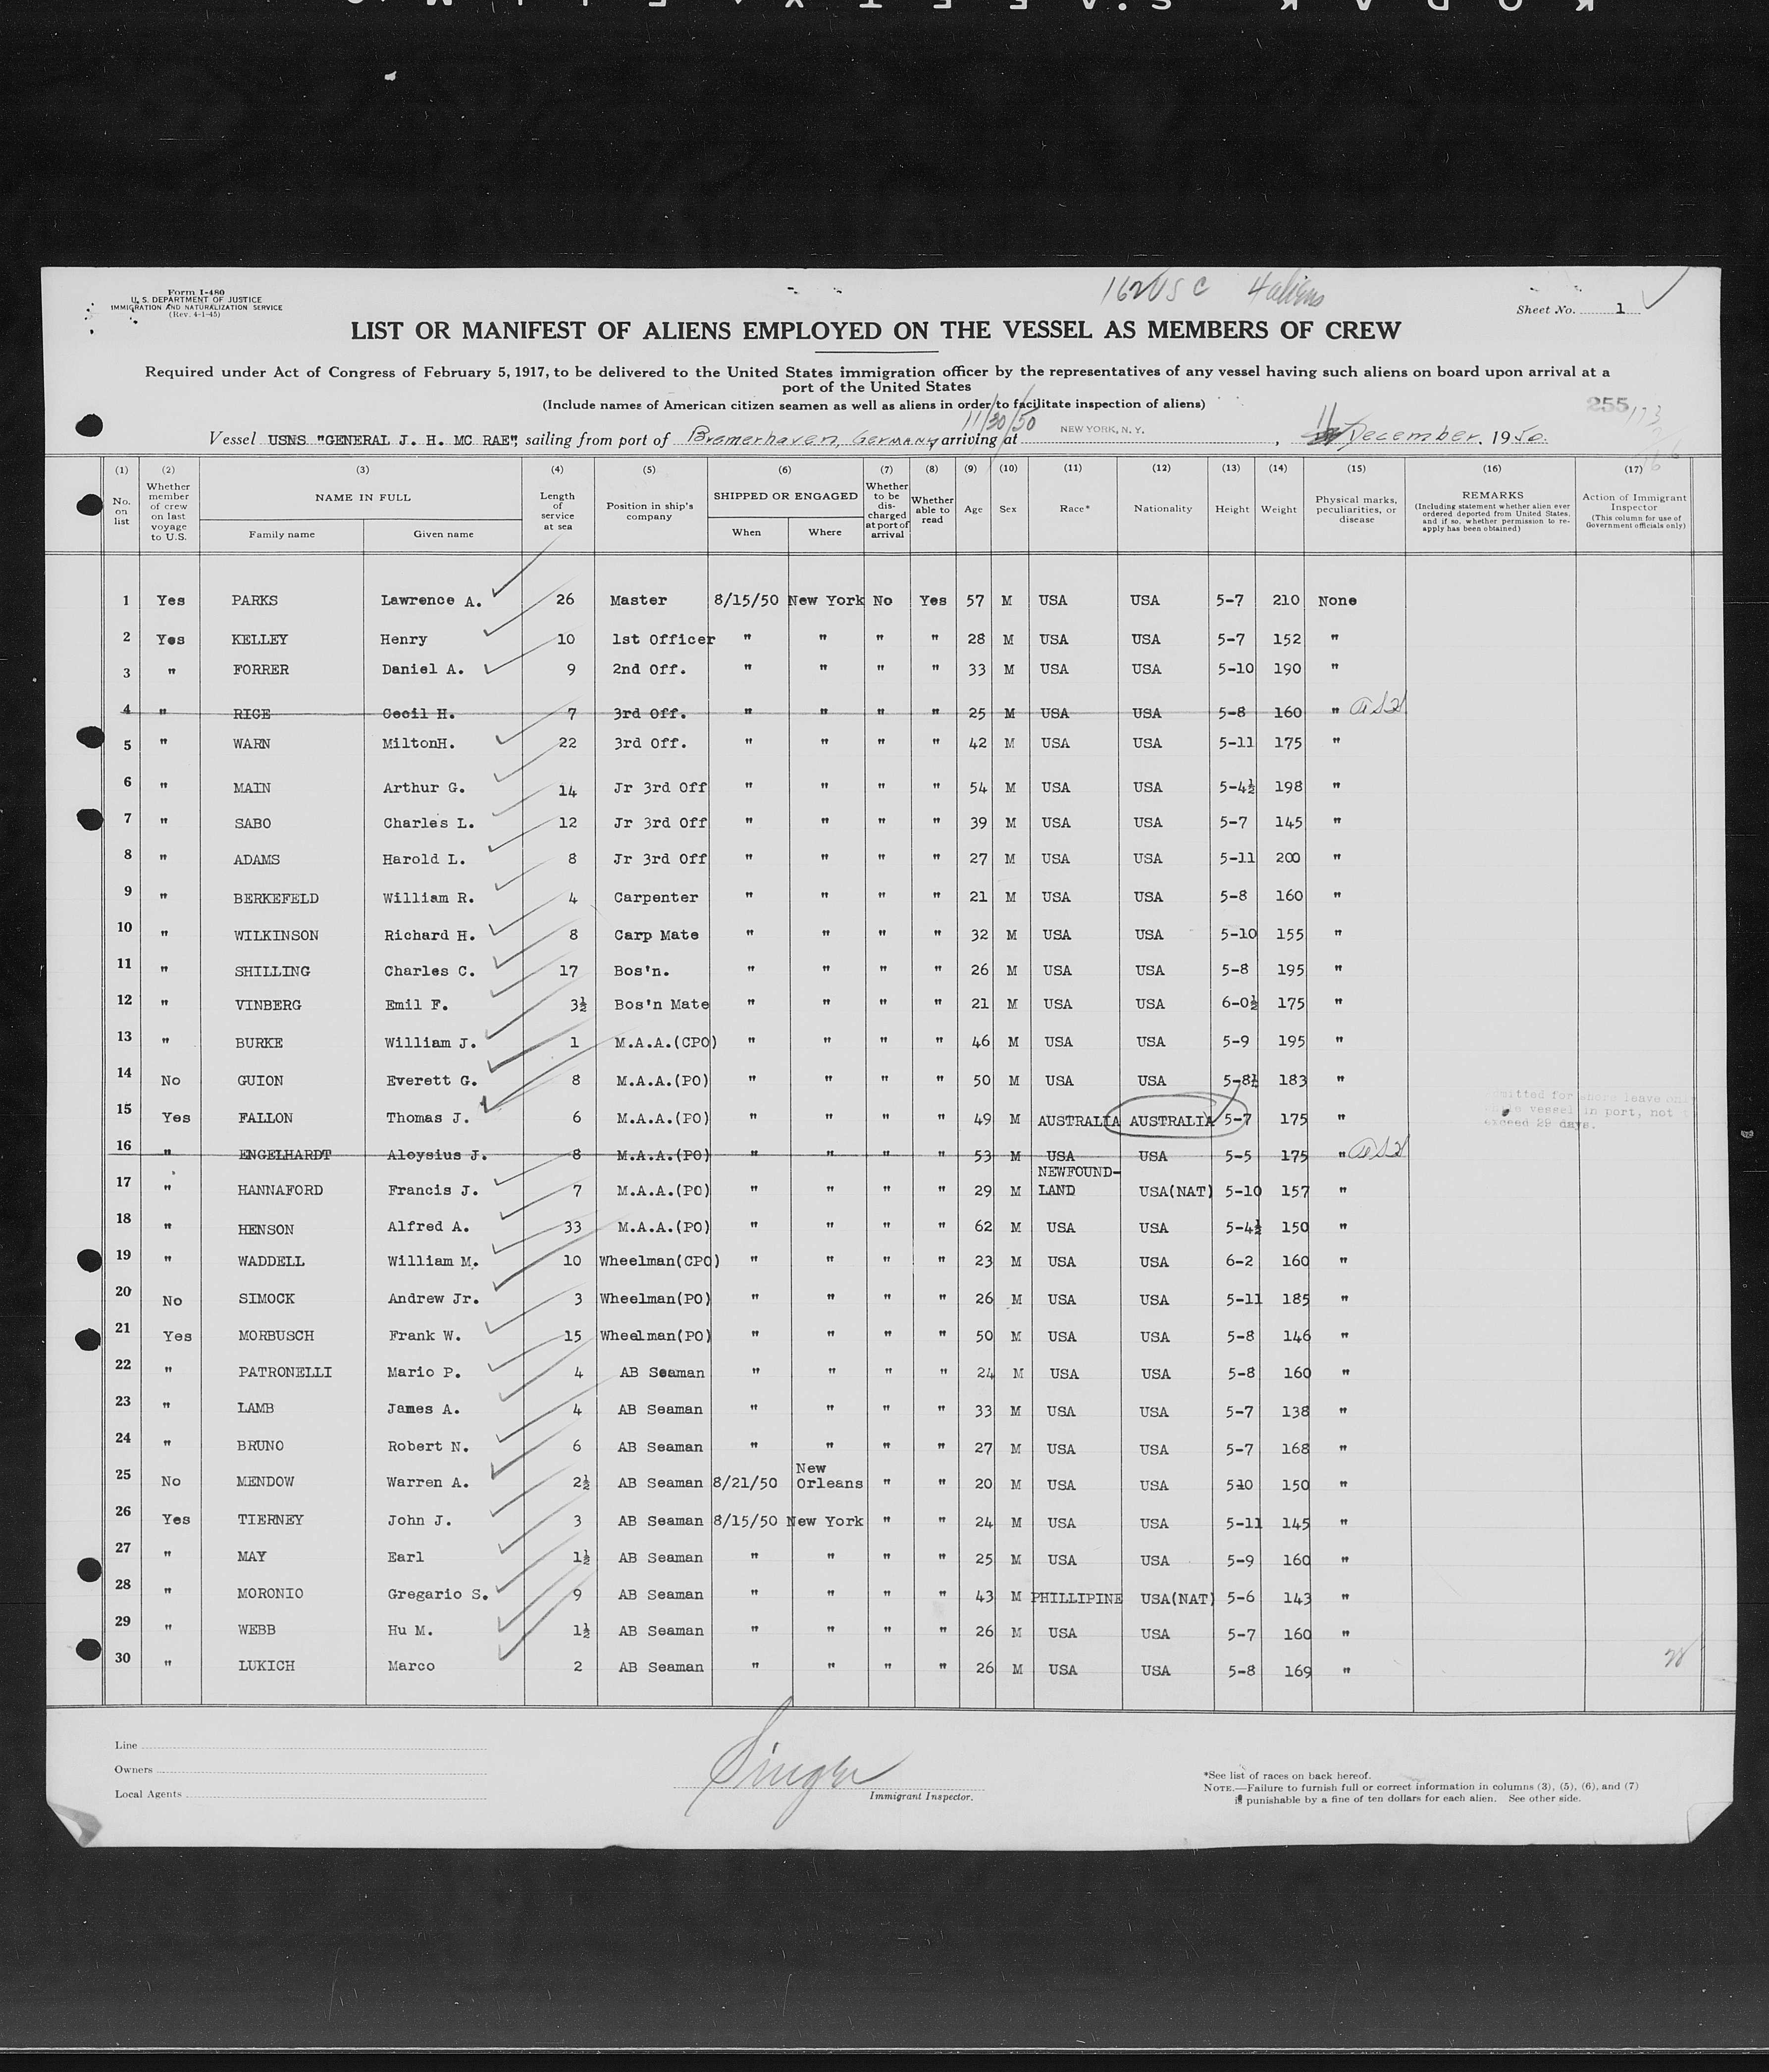 KODAK S.A.F.E.T.Y. F I L M
Form I-480
U. S. DEPARTMENT OF JUSTICE
IMMIGRATION AND NATURALIZATION SERVICE
(Rev. 4-1-45)
162 US C 4 aliens
Sheet No. 1
LIST OR MANIFEST OF ALIENS EMPLOYED ON THE VESSEL AS MEMBERS OF CREW
Required under Act of Congress of February 5, 1917, to be delivered to the United States immigration officer by the representatives of any vessel having such aliens on board upon arrival at a
port of the United States
(Include names of American citizen seamen as well as aliens in order to facilitate inspection of aliens)
255
11/30/50
Vessel USNS "GENERAL J. H. MC RAE", sailing from port of Bremerhaven, Germany, arriving at NEW YORK, N. Y., 11 December, 1950.
(1) (2) (3) (4) (5) (6) (7) (8) (9) (10) (11) (12) (13) (14) (15) (16) (17)
No. on list
Whether member of crew on last voyage to U.S.
NAME IN FULL
Family name Given name
Length of service at sea
Position in ship's company
SHIPPED OR ENGAGED
When Where
Whether to be discharged at port of arrival
Whether able to read
Age Sex Race* Nationality Height Weight
Physical marks, peculiarities, or disease
REMARKS
(Including statement whether alien ever ordered deported from United States, and if so, whether permission to reapply has been obtained)
Action of Immigrant Inspector
(This column for use of Government officials only)
1 Yes PARKS Lawrence A. 26 Master 8/15/50 New York No Yes 57 M USA USA 5-7 210 None
2 Yes KELLEY Henry 10 1st Officer " " " " 28 M USA USA 5-7 152 "
3 " FORRER Daniel A. 9 2nd Off. " " " " 33 M USA USA 5-10 190 "
4 " RICE Cecil H. 7 3rd Off. " " " " 25 M USA USA 5-8 160 "
5 " WARN MiltonH. 22 3rd Off. " " " " 42 M USA USA 5-11 175 "
6 " MAIN Arthur G. 14 Jr 3rd Off " " " " 54 M USA USA 5-4½ 198 "
7 " SABO Charles L. 12 Jr 3rd Off " " " " 39 M USA USA 5-7 145 "
8 " ADAMS Harold L. 8 Jr 3rd Off " " " " 27 M USA USA 5-11 200 "
9 " BERKEFELD William R. 4 Carpenter " " " " 21 M USA USA 5-8 160 "
10 " WILKINSON Richard H. 8 Carp Mate " " " " 32 M USA USA 5-10 155 "
11 " SHILLING Charles C. 17 Bos'n. " " " " 26 M USA USA 5-8 195 "
12 " VINBERG Emil F. 3½ Bos'n Mate " " " " 21 M USA USA 6-0½ 175 "
13 " BURKE William J. 1 M.A.A.(CPO) " " " " 46 M USA USA 5-9 195 "
14 No GUION Everett G. 8 M.A.A.(PO) " " " " 50 M USA USA 5-8½ 183 "
15 Yes FALLON Thomas J. 6 M.A.A.(PO) " " " " 49 M AUSTRALIA AUSTRALIA 5-7 175 "
mitted for shore leave only
vessel in port, not
exceed 29 days.
16 " ENGELHARDT Aloysius J. 8 M.A.A.(PO) " " " " 53 M USA USA 5-5 175 "
17 " HANNAFORD Francis J. 7 M.A.A.(PO) " " " " 29 M NEWFOUND-LAND USA(NAT) 5-10 157 "
18 " HENSON Alfred A. 33 M.A.A.(PO) " " " " 62 M USA USA 5-4½ 150 "
19 " WADDELL William M. 10 Wheelman(CPO) " " " " 23 M USA USA 6-2 160 "
20 No SIMOCK Andrew Jr. 3 Wheelman(PO) " " " " 26 M USA USA 5-11 185 "
21 Yes MORBUSCH Frank W. 15 Wheelman(PO) " " " " 50 M USA USA 5-8 146 "
22 " PATRONELLI Mario P. 4 AB Seaman " " " " 24 M USA USA 5-8 160 "
23 " LAMB James A. 4 AB Seaman " " " " 33 M USA USA 5-7 138 "
24 " BRUNO Robert N. 6 AB Seaman " " " " 27 M USA USA 5-7 168 "
25 No MENDOW Warren A. 2½ AB Seaman 8/21/50 New Orleans " " 20 M USA USA 5-10 150 "
26 Yes TIERNEY John J. 3 AB Seaman 8/15/50 New York " " 24 M USA USA 5-11 145 "
27 " MAY Earl 1½ AB Seaman " " " " 25 M USA USA 5-9 160 "
28 " MORONIO Gregario S. 9 AB Seaman " " " " 43 M PHILLIPINE USA(NAT) 5-6 143 "
29 " WEBB Hu M. 1½ AB Seaman " " " " 26 M USA USA 5-7 160 "
30 " LUKICH Marco 2 AB Seaman " " " " 26 M USA USA 5-8 169 "
Line
Owners
Local Agents
Singer
Immigrant Inspector.
*See list of races on back hereof.
NOTE.—Failure to furnish full or correct information in columns (3), (5), (6), and (7)
is punishable by a fine of ten dollars for each alien. See other side.